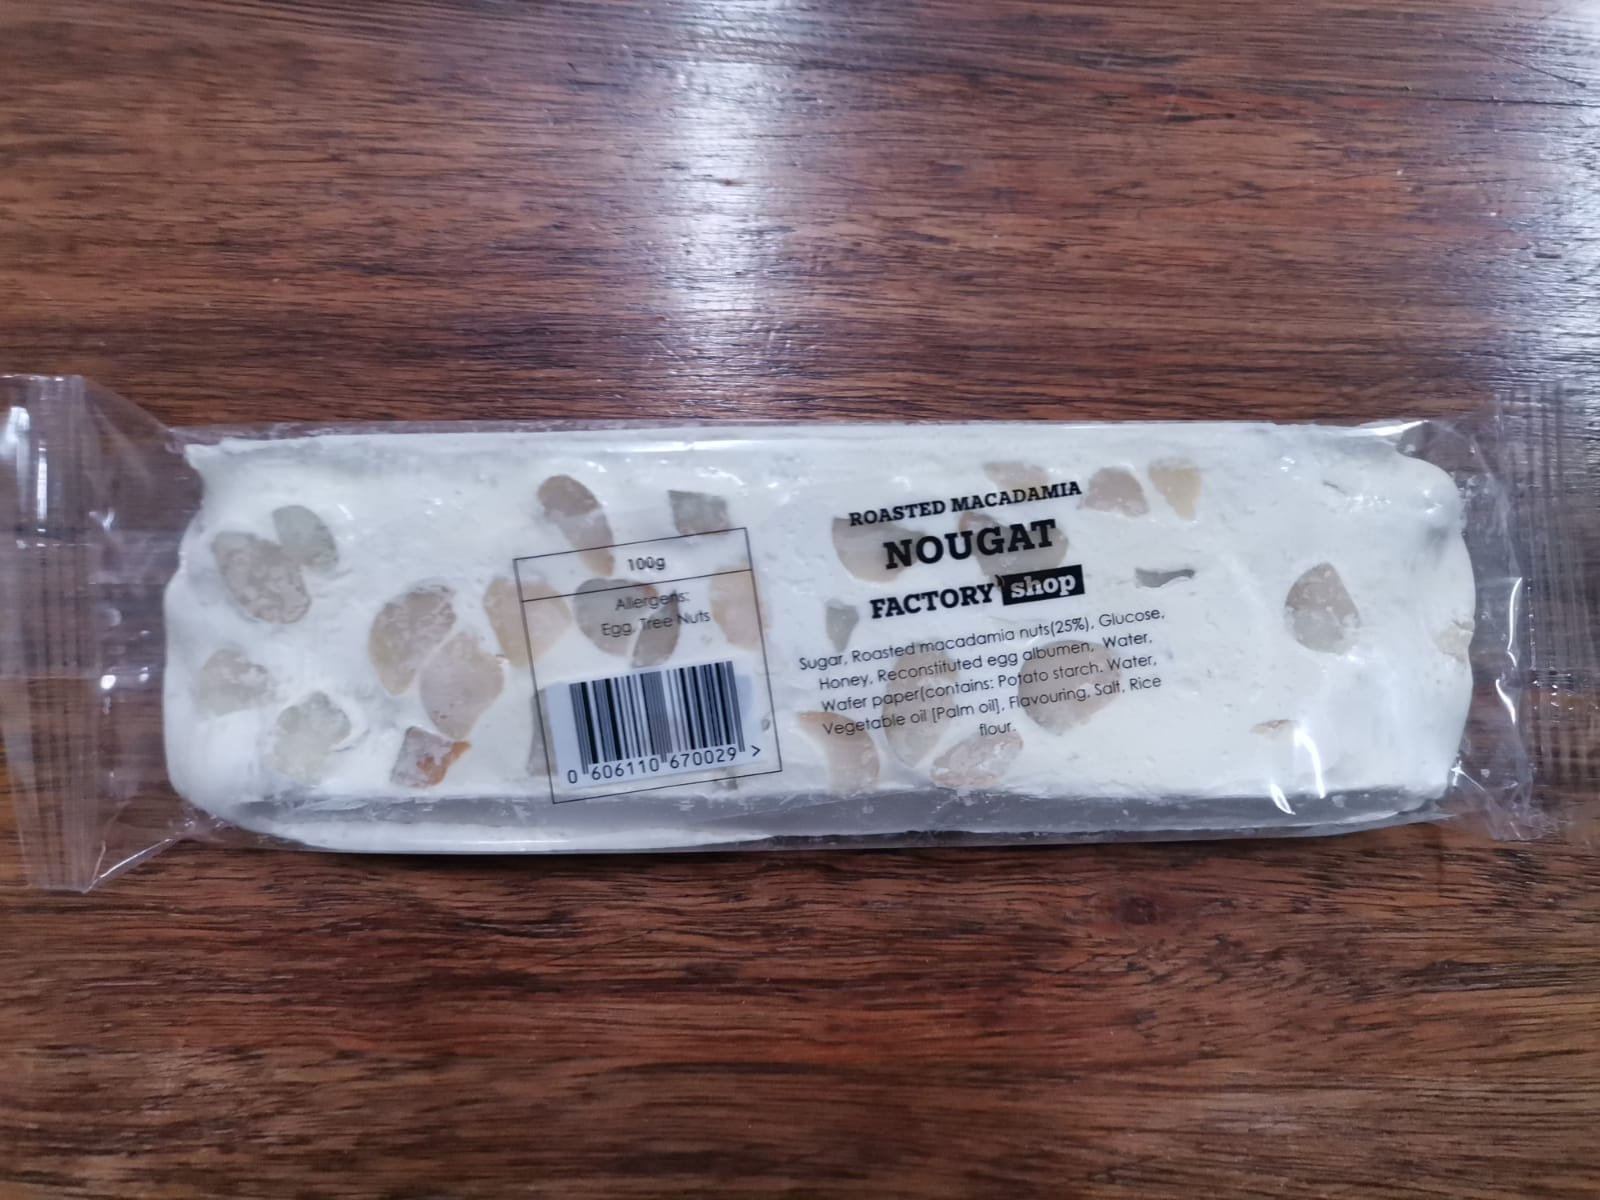 100g
Allergens:
Egg, Tree Nuts
0 606110 670029 >
ROASTED MACADAMIA
NOUGAT
FACTORY shop
Sugar, Roasted macadamia nuts(25%), Glucose,
Honey, Reconstituted egg albumen, Water,
Wafer paper(contains: Potato starch. Water,
Vegetable oil [Palm oil], Flavouring, Salt, Rice
flour.